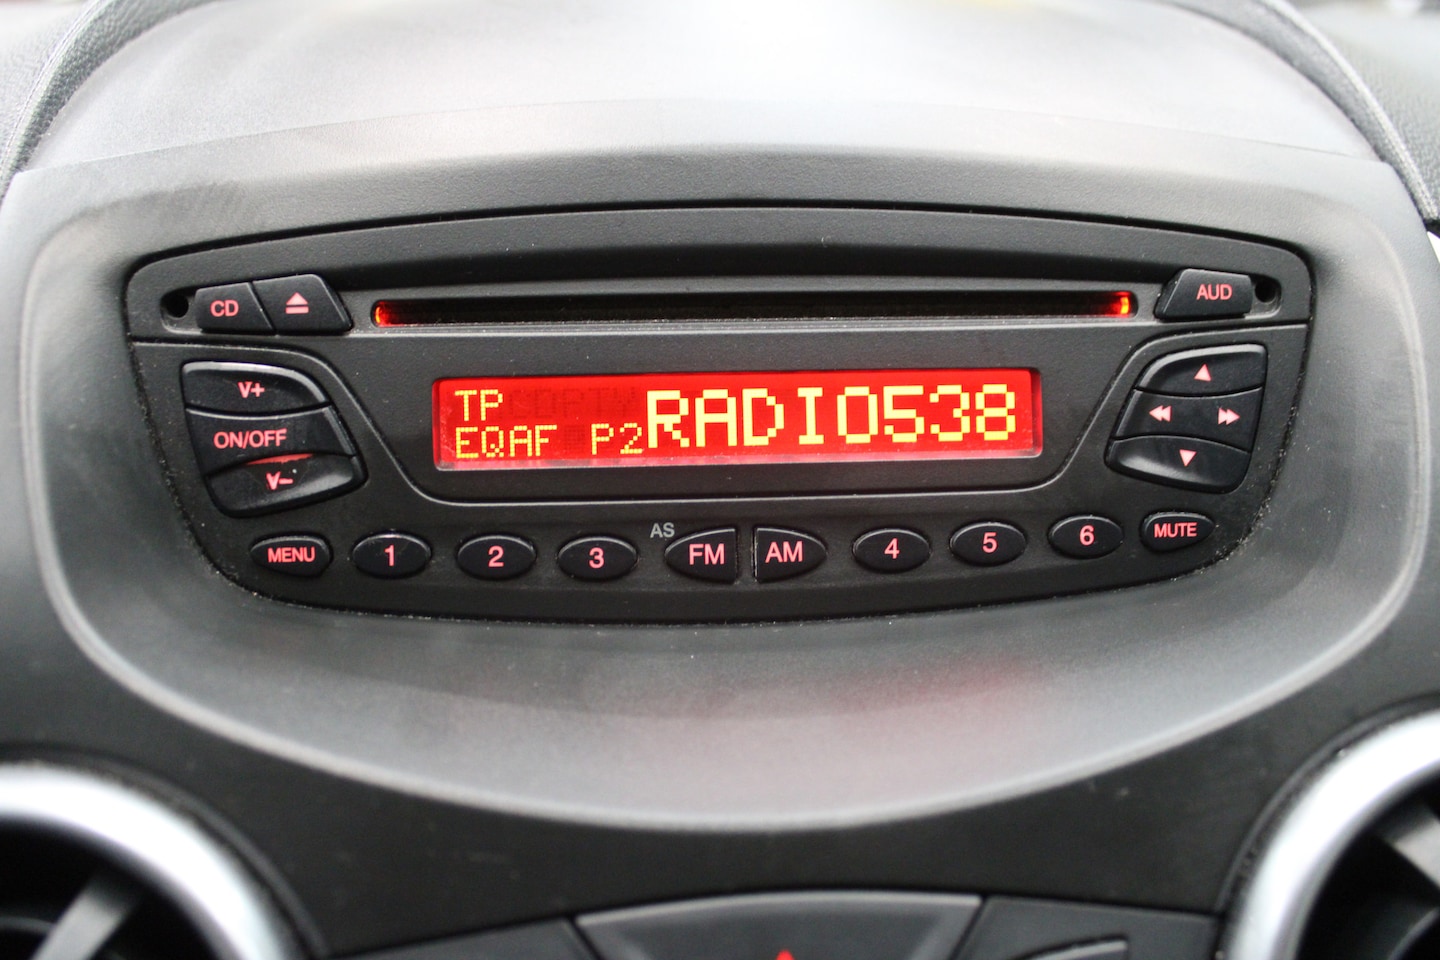 CD
AUD
V+
ON/OFF
V-
TP
EQAF P2 RADIO538
MENU
1
2
3
AS
FM
AM
4
5
6
MUTE